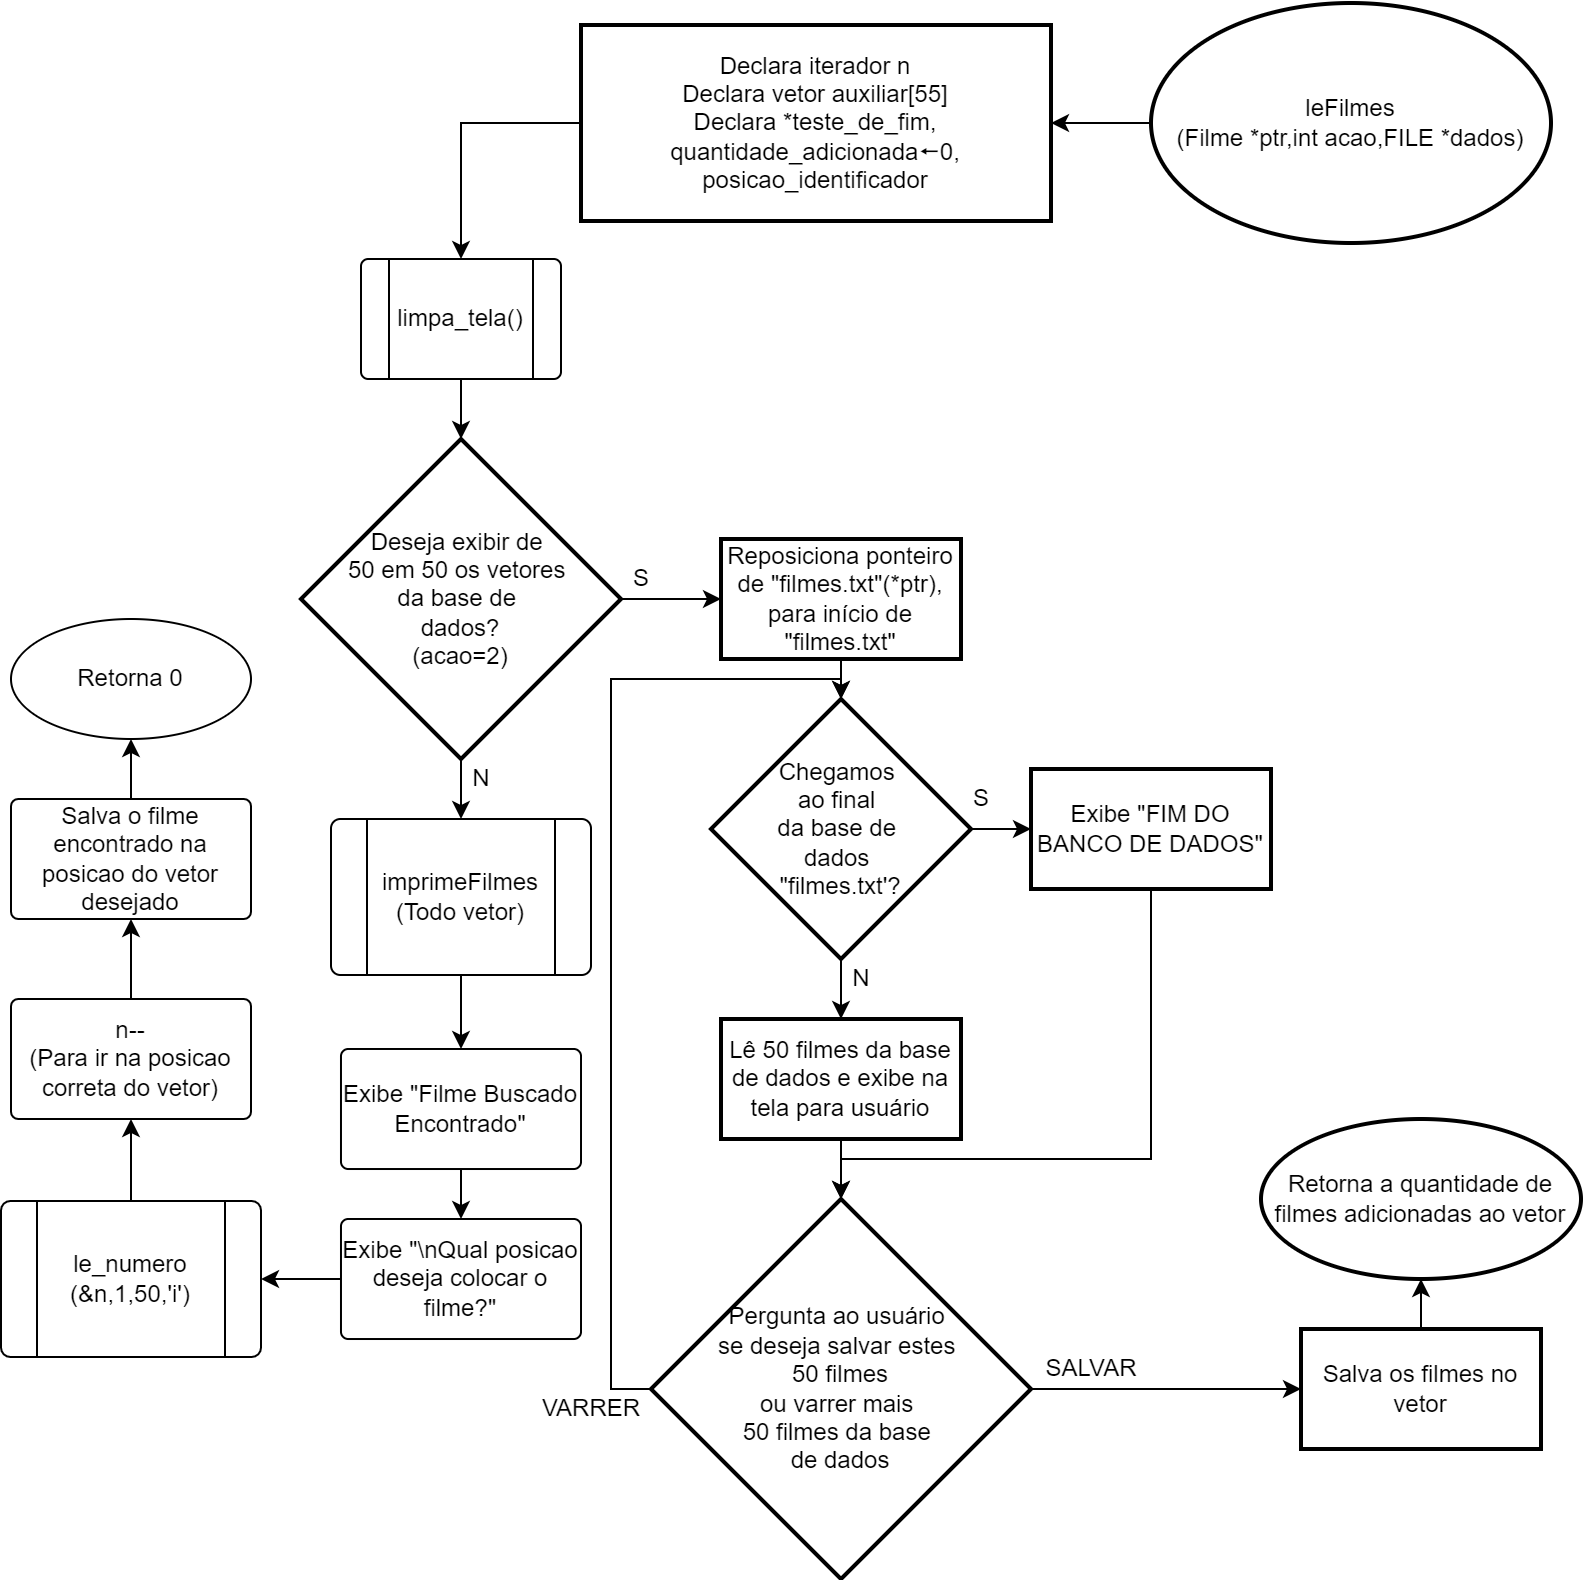 leFilmes
(Filme *ptr,int acao,FILE *dados)
Declara iterador n
Declara vetor auxiliar[55]
Declara *teste_de_fim,
quantidade_adicionada←0,
posicao_identificador
limpa_tela()
Deseja exibir de
50 em 50 os vetores
da base de
dados?
(acao=2)
S
Reposiciona ponteiro
de "filmes.txt"(*ptr),
para início de
"filmes.txt"
Chegamos
ao final
da base de
dados
"filmes.txt'?
S
Exibe "FIM DO
BANCO DE DADOS"
N
Lê 50 filmes da base
de dados e exibe na
tela para usuário
Pergunta ao usuário
se deseja salvar estes
50 filmes
ou varrer mais
50 filmes da base
de dados
VARRER
SALVAR
Salva os filmes no
vetor
Retorna a quantidade de
filmes adicionadas ao vetor
N
imprimeFilmes
(Todo vetor)
Exibe "Filme Buscado
Encontrado"
Exibe "\nQual posicao
deseja colocar o
filme?"
le_numero
(&n,1,50,'i')
n--
(Para ir na posicao
correta do vetor)
Salva o filme
encontrado na
posicao do vetor
desejado
Retorna 0